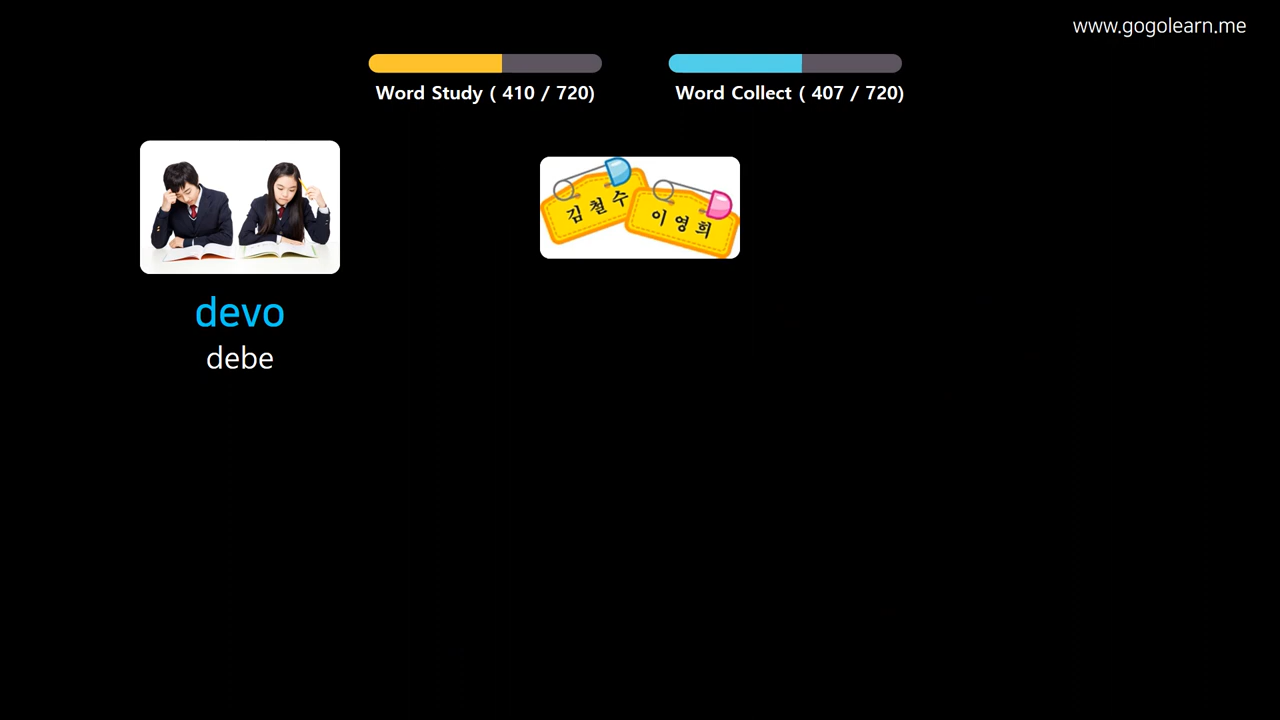 www.gogolearn.me
Word Study ( 410 / 720)
Word Collect ( 407 / 720)
김철수
이영희
devo
debe